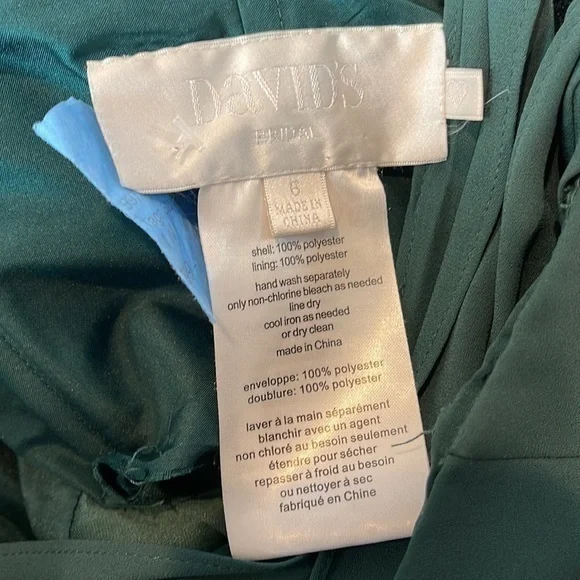 DaVID'S
BRIDAL
6
MADE IN
CHINA
shell: 100% polyester
lining: 100% polyester
hand wash separately
only non-chlorine bleach as needed
line dry
cool iron as needed
or dry clean
made in China
enveloppe: 100% polyester
doublure: 100% polyester
laver à la main séparément
blanchir avec un agent
non chloré au besoin seulement
étendre pour sécher
repasser à froid au besoin
ou nettoyer à sec
fabriqué en Chine